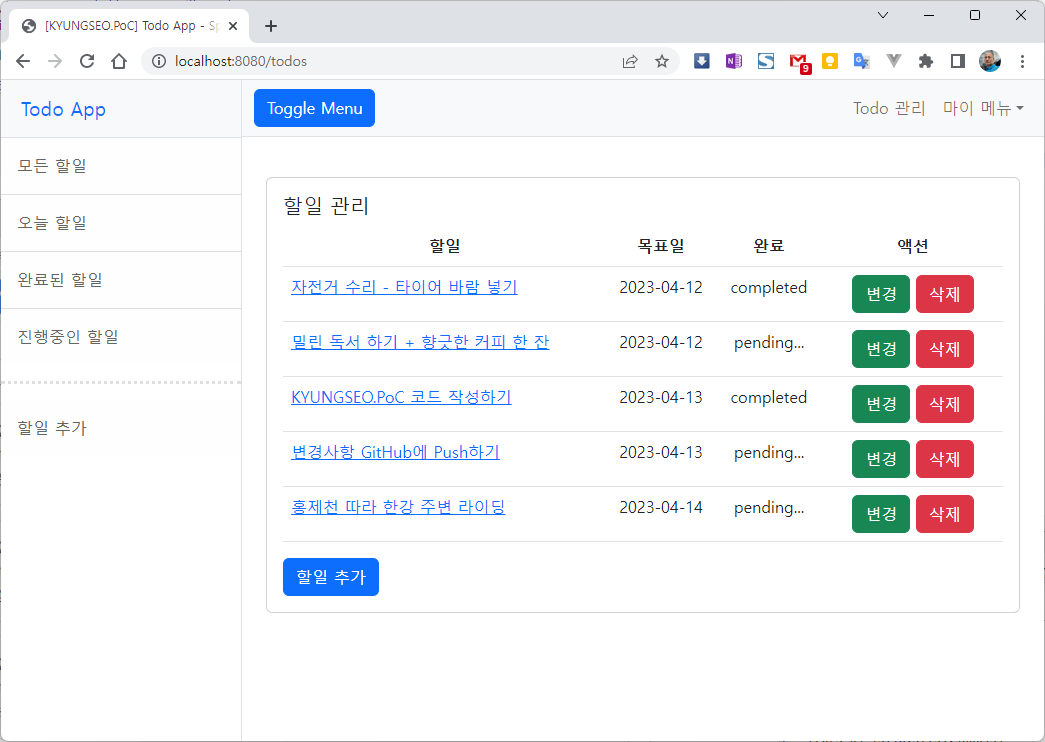 [KYUNGSEO.PoC] Todo App - Sp
localhost:8080/todos
9
Todo App
Toggle Menu
Todo 관리
마이 메뉴
모든 할일
오늘 할일
완료된 할일
진행중인 할일
할일 추가
할일 관리
할일 목표일 완료 액션
자전거 수리 - 타이어 바람 넣기 2023-04-12 completed 변경 삭제
밀린 독서 하기 + 향긋한 커피 한 잔 2023-04-12 pending... 변경 삭제
KYUNGSEO.PoC 코드 작성하기 2023-04-13 completed 변경 삭제
변경사항 GitHub에 Push하기 2023-04-13 pending... 변경 삭제
홍제천 따라 한강 주변 라이딩 2023-04-14 pending... 변경 삭제
할일 추가